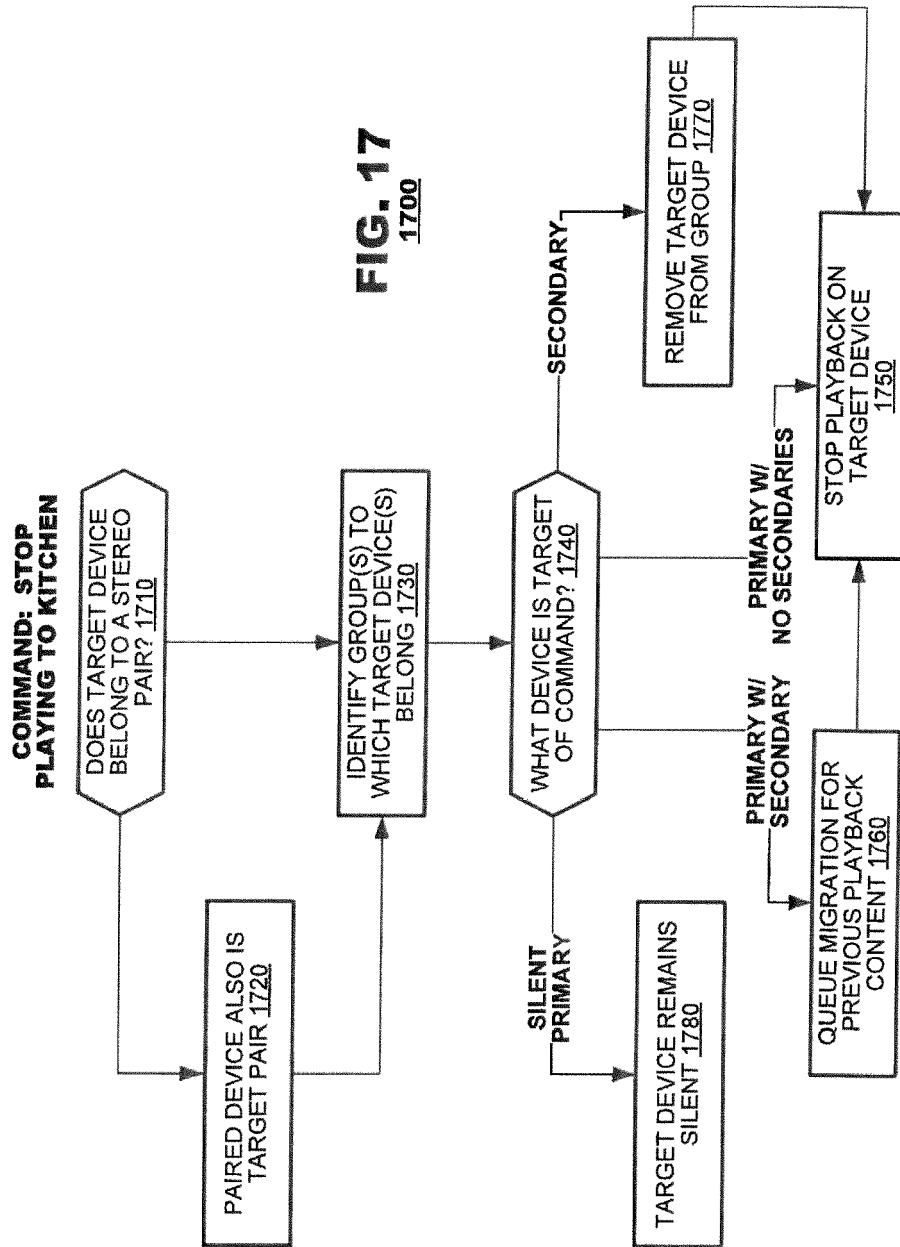 COMMAND: STOP
PLAYING TO KITCHEN
DOES TARGET DEVICE
BELONG TO A STEREO
PAIR? 1710
PAIRED DEVICE ALSO IS
TARGET PAIR 1720
IDENTIFY GROUP(S) TO
WHICH TARGET DEVICE(S)
BELONG 1730
FIG. 17
1700
WHAT DEVICE IS TARGET
OF COMMAND? 1740
SILENT
PRIMARY
PRIMARY W/
SECONDARY
PRIMARY W/
NO SECONDARIES
SECONDARY
TARGET DEVICE REMAINS
SILENT 1780
REMOVE TARGET DEVICE
FROM GROUP 1770
QUEUE MIGRATION FOR
PREVIOUS PLAYBACK
CONTENT 1760
STOP PLAYBACK ON
TARGET DEVICE
1750